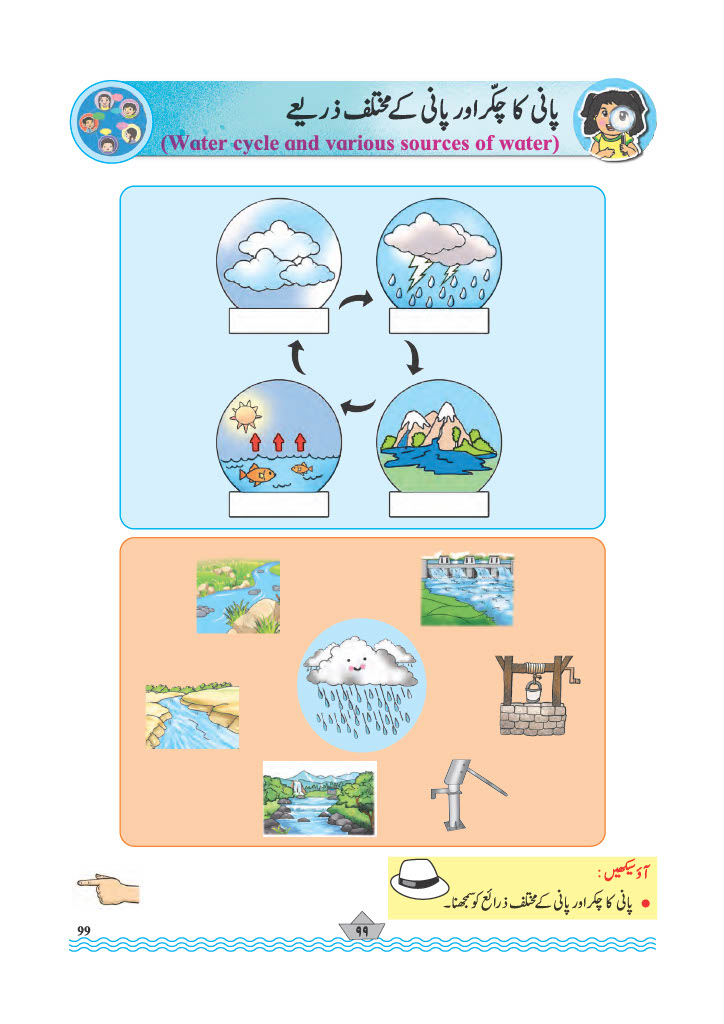 پانی کا چکّر اور پانی کے مختلف ذریعے
(Water cycle and various sources of water)
آؤ سیکھیں :
● پانی کا چکر اور پانی کے مختلف ذرائع کو سمجھنا۔
99
۹۹